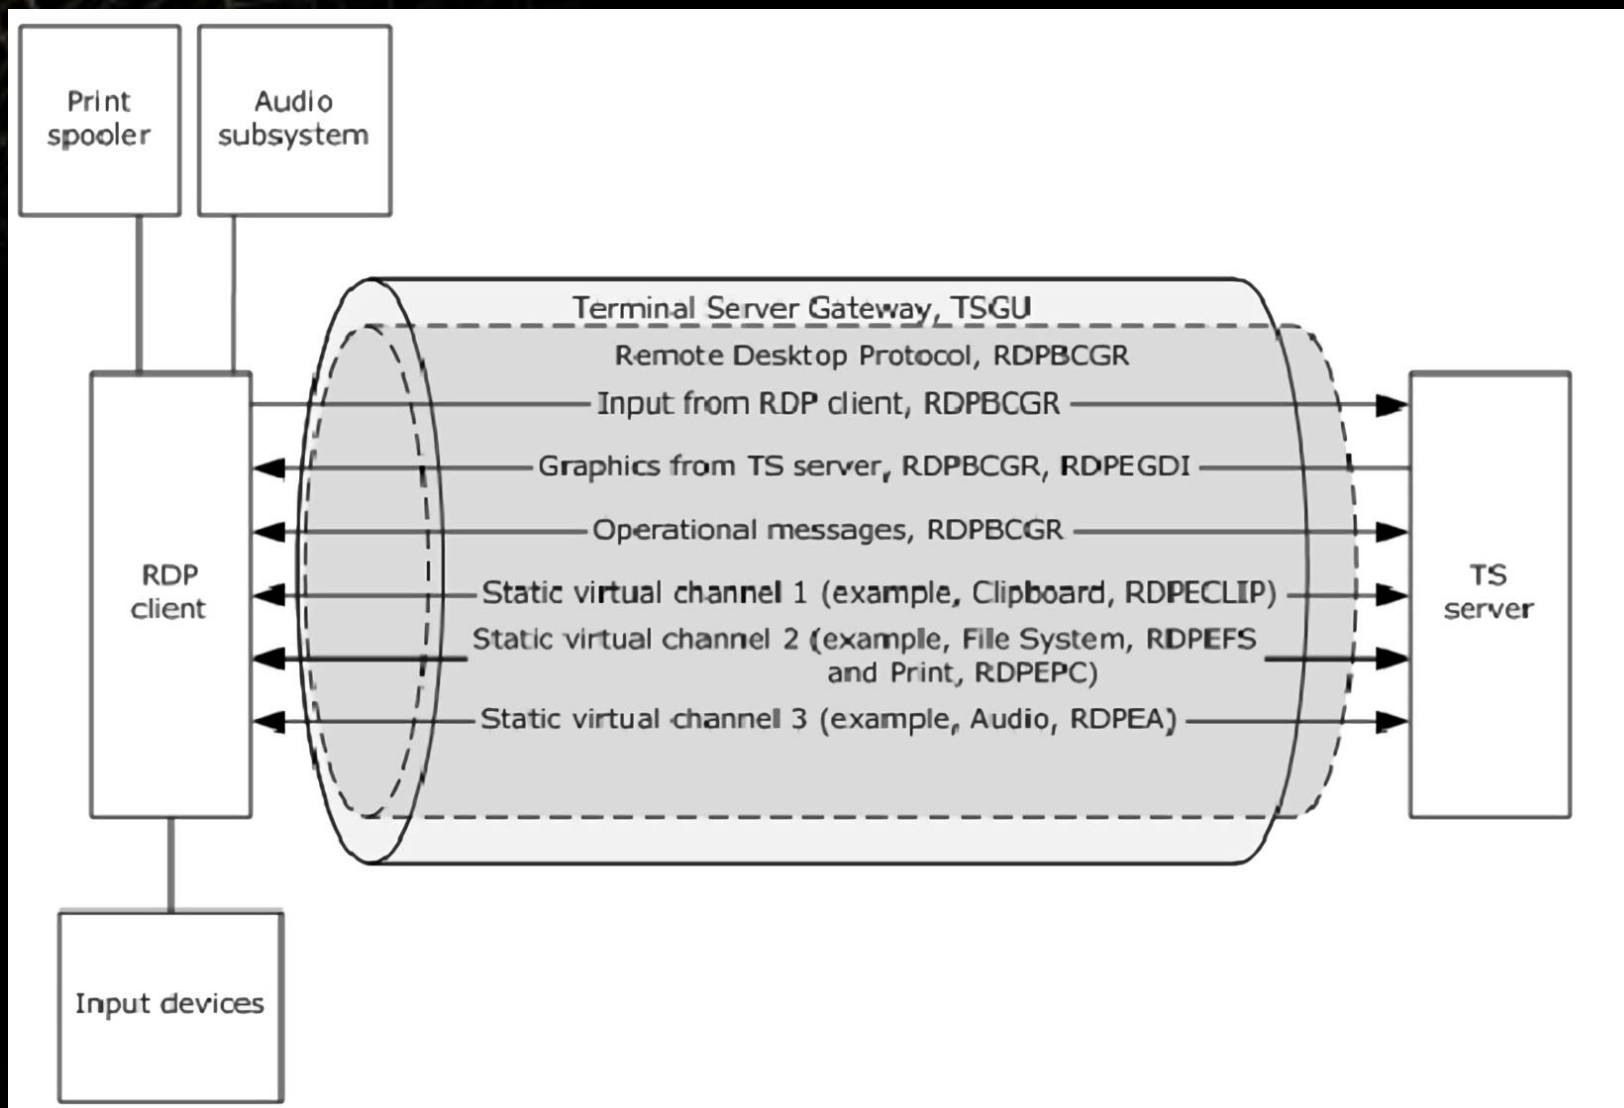 Print
spooler
Audio
subsystem
Terminal Server Gateway, TSGU
Remote Desktop Protocol, RDPBCGR
Input from RDP client, RDPBCGR
Graphics from TS server, RDPBCGR, RDPEGDI
Operational messages, RDPBCGR
Static virtual channel 1 (example, Clipboard, RDPECLIP)
Static virtual channel 2 (example, File System, RDPEFS
and Print, RDPEPC)
Static virtual channel 3 (example, Audio, RDPEA)
RDP
client
TS
server
Input devices